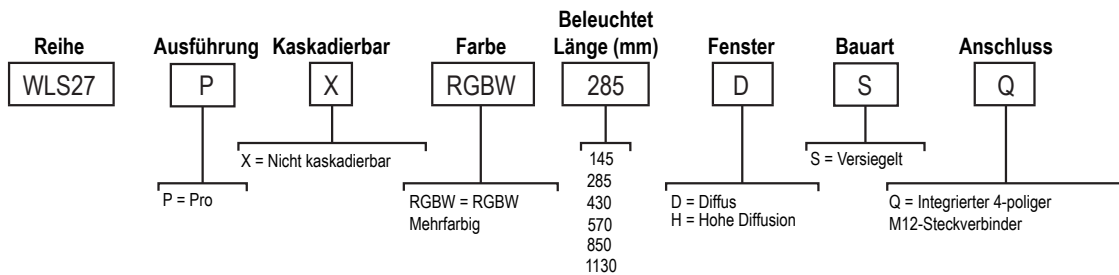 Reihe
WLS27
Ausführung
P
P = Pro
Kaskadierbar
X
X = Nicht kaskadierbar
Farbe
RGBW
RGBW = RGBW
Mehrfarbig
Beleuchtet
Länge (mm)
285
145
285
430
570
850
1130
Fenster
D
D = Diffus
H = Hohe Diffusion
Bauart
S
S = Versiegelt
Anschluss
Q
Q = Integrierter 4-poliger
M12-Steckverbinder